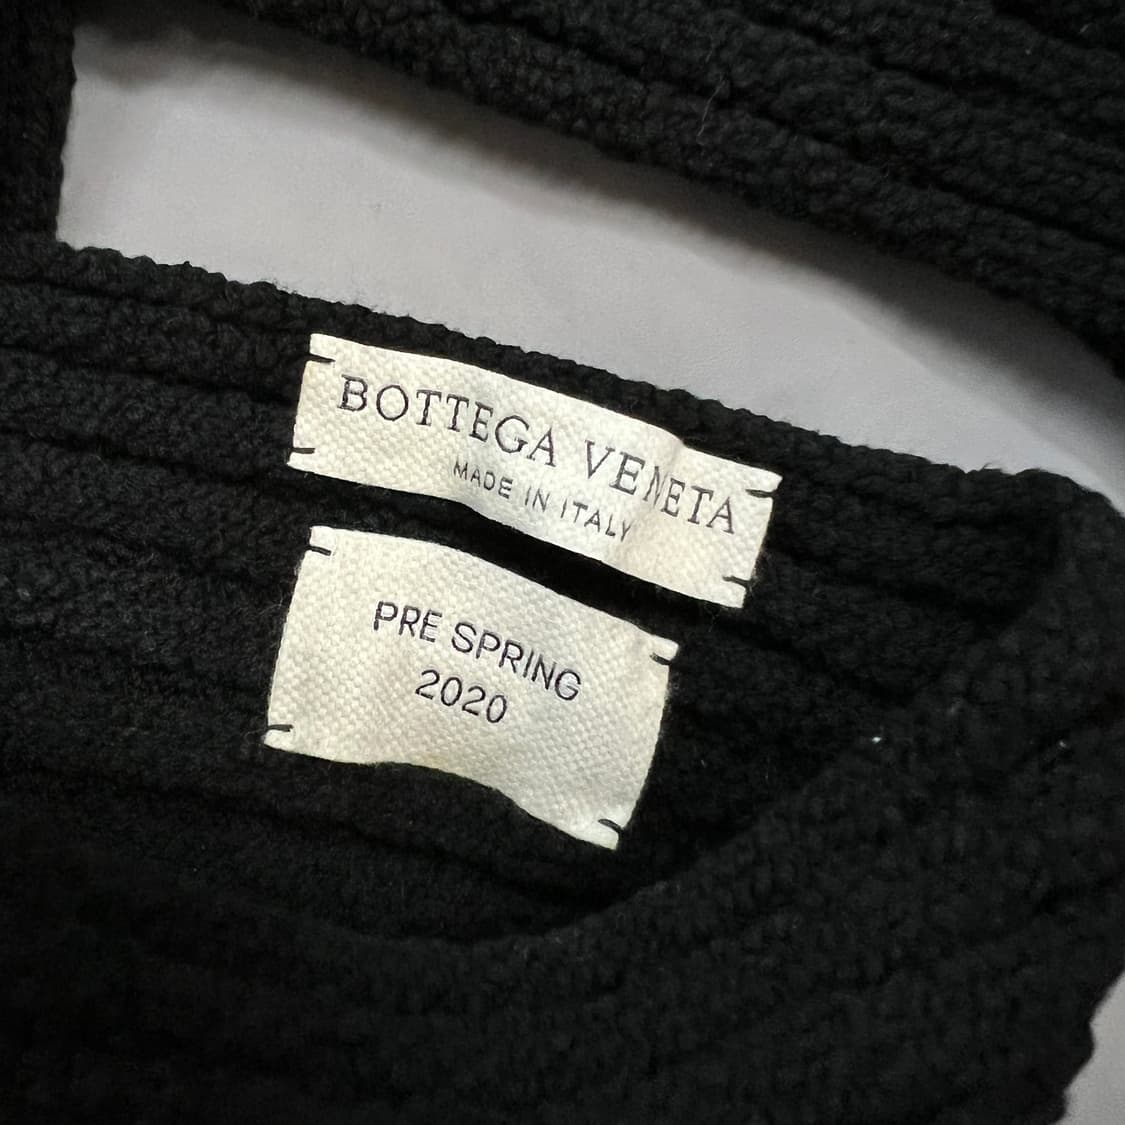 BOTTEGA VENETA
MADE IN ITALY
PRE SPRING
2020